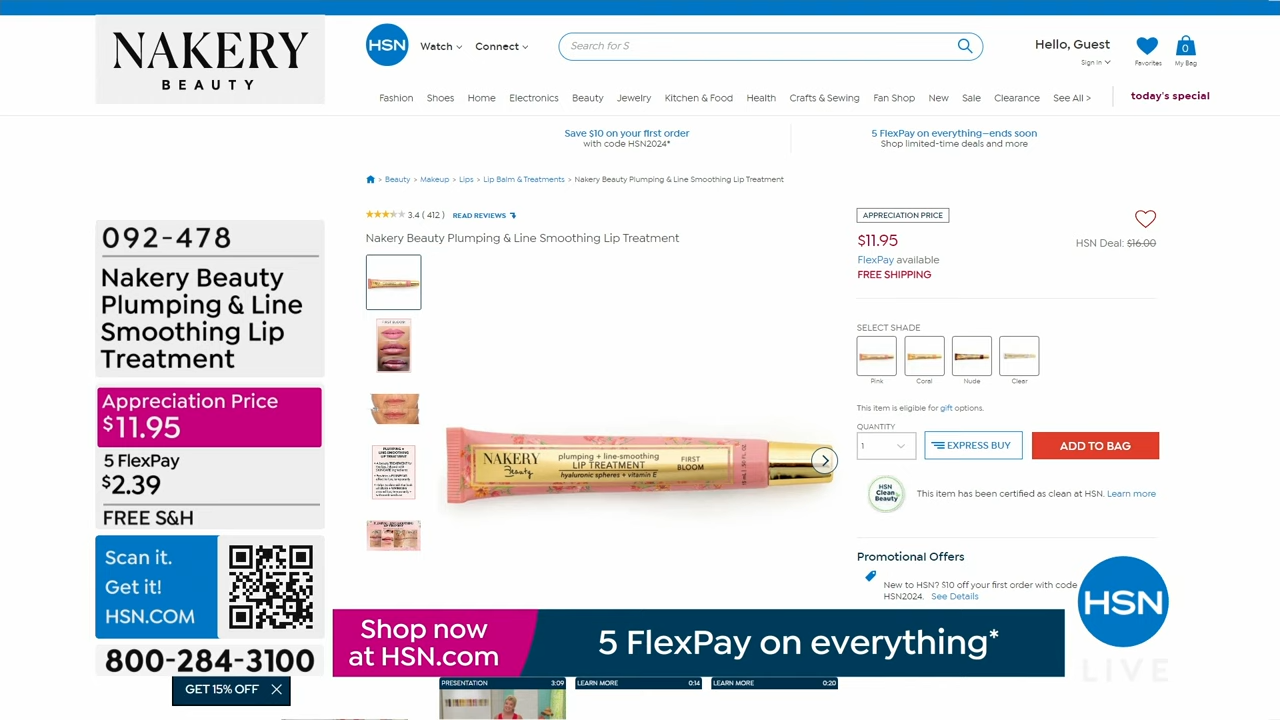 NAKERY
BEAUTY
HSN
Watch
Connect
Search for S
Hello, Guest
Sign In
Favorites
0
My Bag
Fashion
Shoes
Home
Electronics
Beauty
Jewelry
Kitchen & Food
Health
Crafts & Sewing
Fan Shop
New
Sale
Clearance
See All >
today's special
Save $10 on your first order
with code HSN2024*
5 FlexPay on everything—ends soon
Shop limited-time deals and more
> Beauty > Makeup > Lips > Lip Balm & Treatments > Nakery Beauty Plumping & Line Smoothing Lip Treatment
3.4 ( 412 ) READ REVIEWS
Nakery Beauty Plumping & Line Smoothing Lip Treatment
092-478
Nakery Beauty
Plumping & Line
Smoothing Lip
Treatment
Appreciation Price
$11.95
5 FlexPay
$2.39
FREE S&H
Scan it.
Get it!
HSN.COM
800-284-3100
GET 15% OFF
NAKERY
Beauty
plumping + line-smoothing
LIP TREATMENT
hyaluronic spheres + vitamin E
FIRST
BLOOM
APPRECIATION PRICE
$11.95
HSN Deal: $16.00
FlexPay available
FREE SHIPPING
SELECT SHADE
Pink
Coral
Nude
Clear
This item is eligible for gift options.
QUANTITY
1
EXPRESS BUY
ADD TO BAG
HSN
Clean
Beauty
This item has been certified as clean at HSN. Learn more
Promotional Offers
New to HSN? $10 off your first order with code
HSN2024. See Details
HSN
LIVE
Shop now
at HSN.com
5 FlexPay on everything*
PRESENTATION 3:09
LEARN MORE 0:14
LEARN MORE 0:20